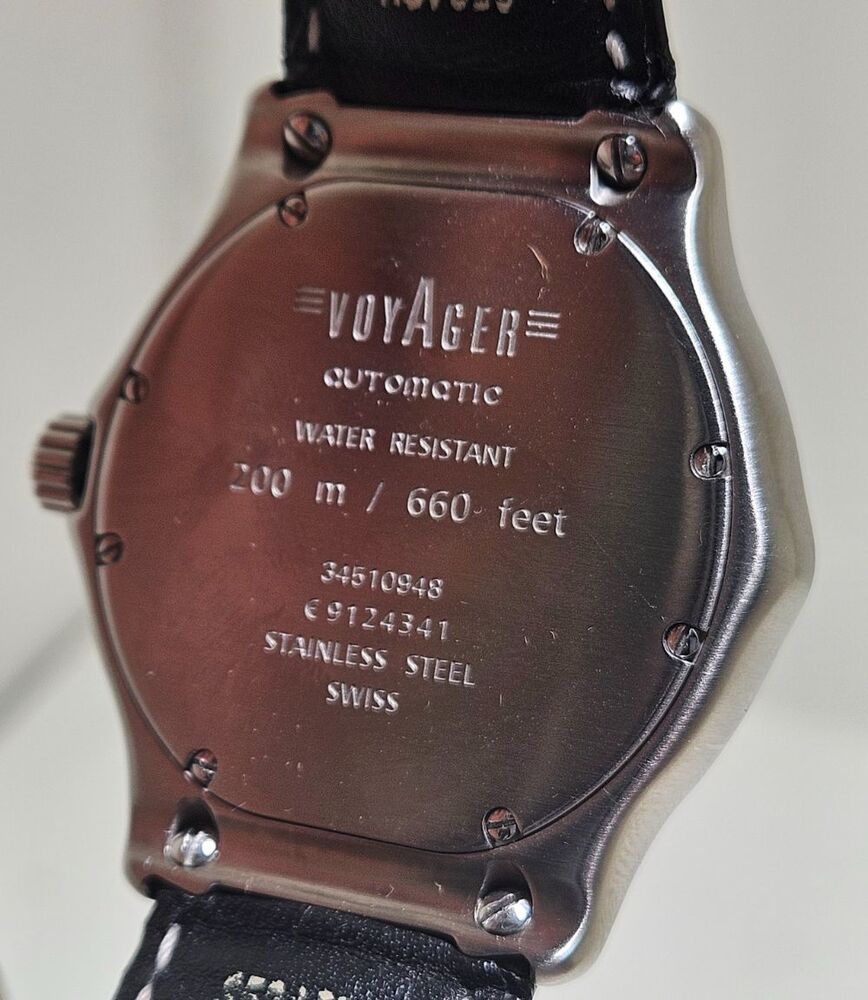 VOYAGER
automatic
WATER RESISTANT
200 m / 660 feet
34510948
E9124341
STAINLESS STEEL
SWISS